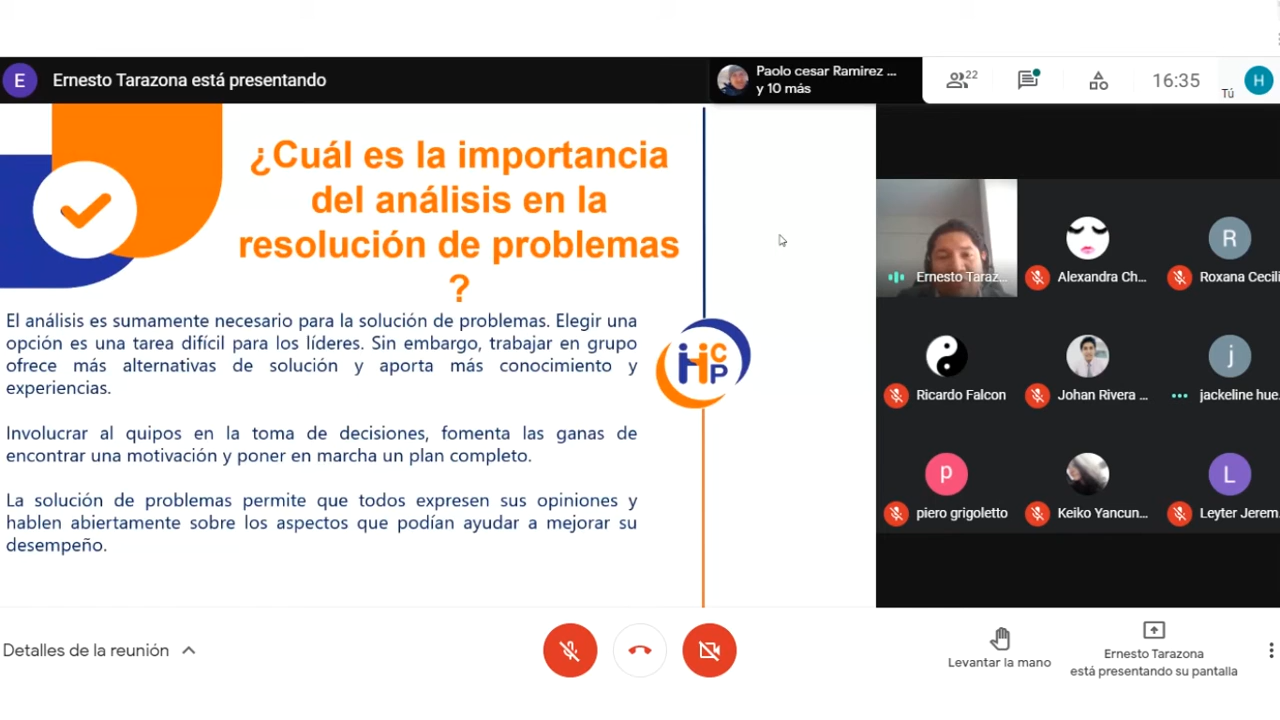 E
Ernesto Tarazona está presentando
Paolo cesar Ramirez ...
y 10 más
22
16:35
Tú
H
¿Cuál es la importancia
del análisis en la
resolución de problemas
?
El análisis es sumamente necesario para la solución de problemas. Elegir una
opción es una tarea difícil para los líderes. Sin embargo, trabajar en grupo
ofrece más alternativas de solución y aporta más conocimiento y
experiencias.
Involucrar al quipos en la toma de decisiones, fomenta las ganas de
encontrar una motivación y poner en marcha un plan completo.
La solución de problemas permite que todos expresen sus opiniones y
hablen abiertamente sobre los aspectos que podían ayudar a mejorar su
desempeño.
HCP
Ernesto Taraz...
Alexandra Ch...
R
Roxana Cecili
Ricardo Falcon
Johan Rivera ...
j
jackeline hue.
p
piero grigoletto
Keiko Yancun...
L
Leyter Jerem.
Detalles de la reunión
Levantar la mano
Ernesto Tarazona
está presentando su pantalla